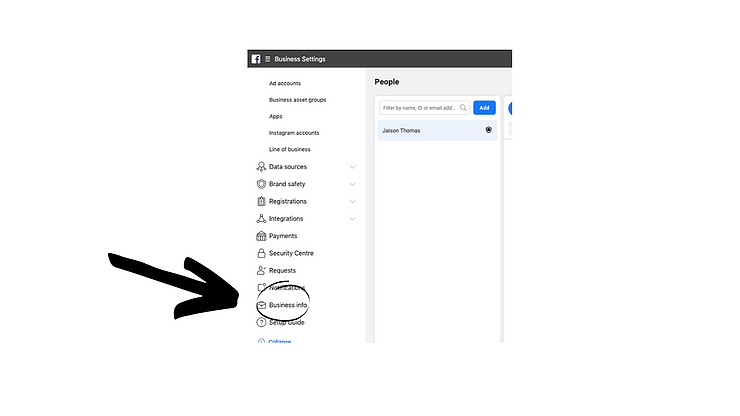 Business Settings
Ad accounts
Business asset groups
Apps
Instagram accounts
Line of business
Data sources
Brand safety
Registrations
Integrations
Payments
Security Centre
Requests
Notifications
Business info
Setup Guide
Collapse
People
Filter by name, ID or email add..
Add
Jaison Thomas